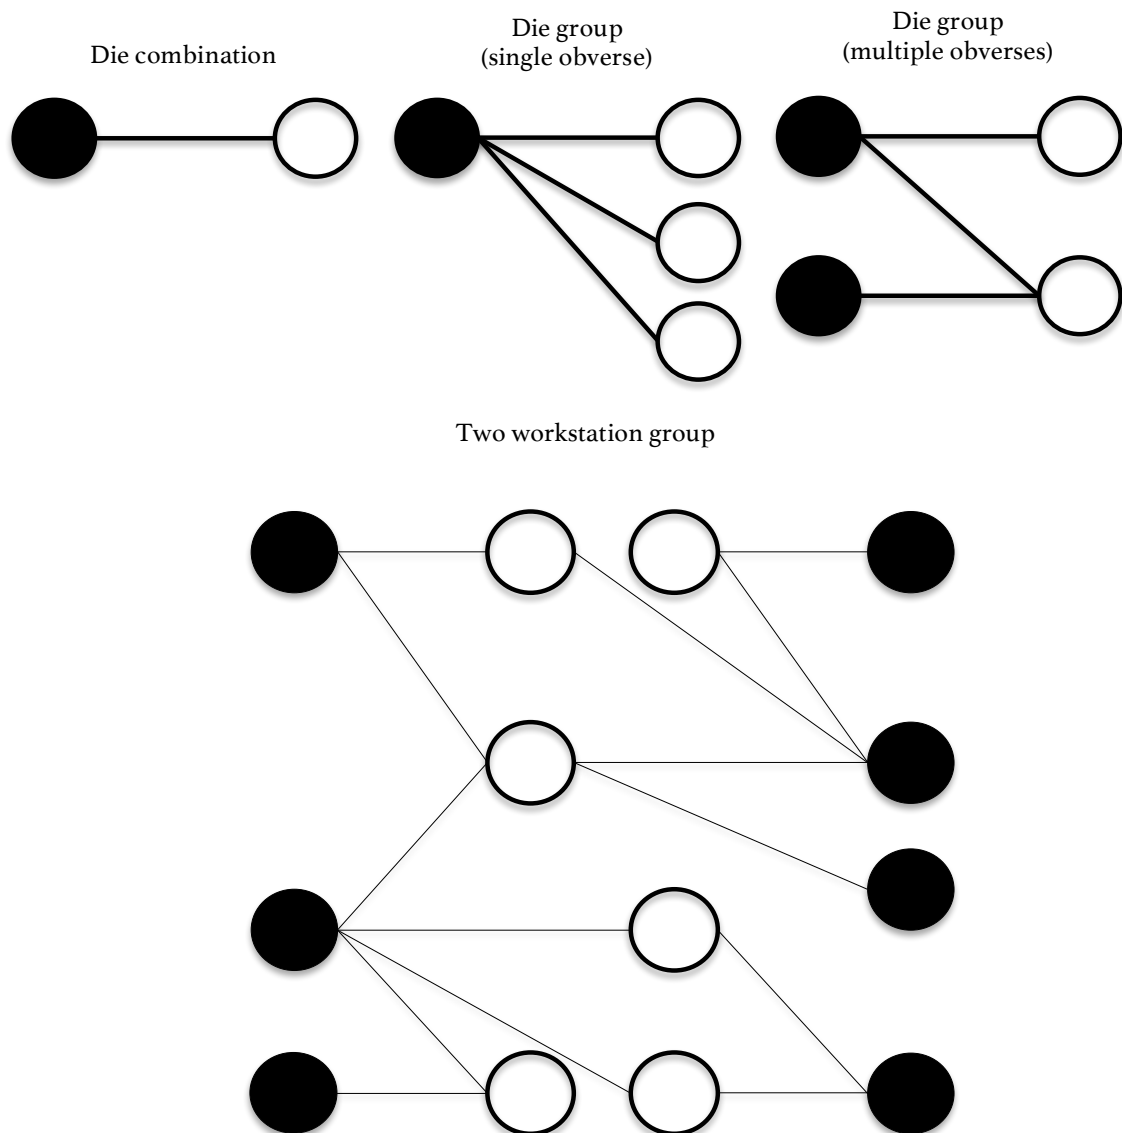 Die combination
Die group
(single obverse)
Die group
(multiple obverses)
Two workstation group